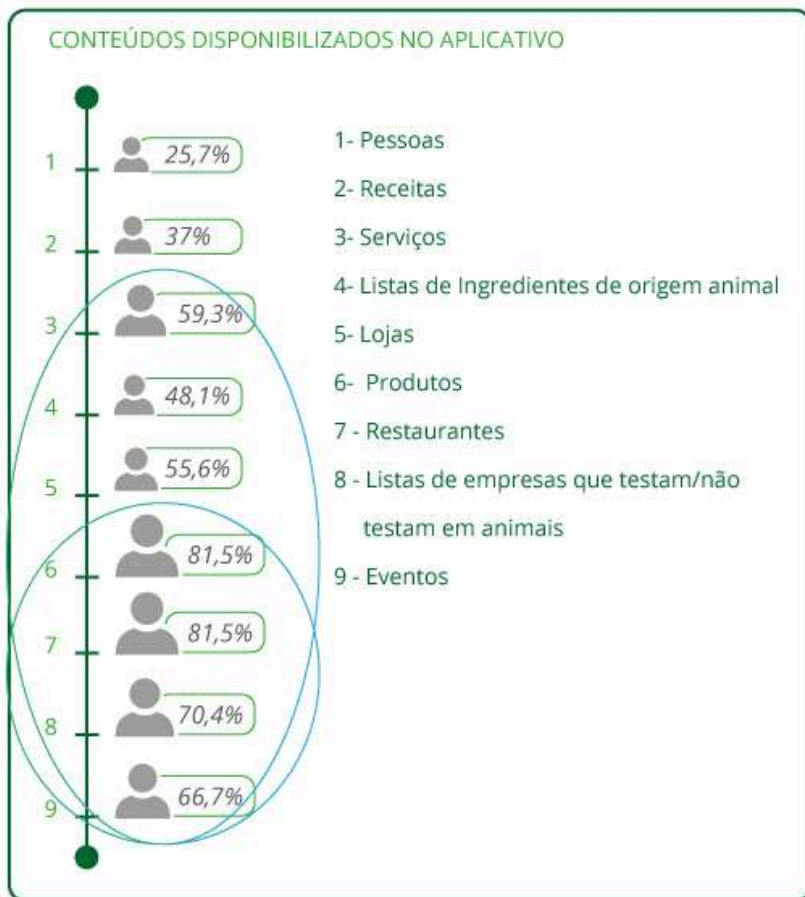 CONTEÚDOS DISPONIBILIZADOS NO APLICATIVO
1 25,7%
2 37%
3 59,3%
4 48,1%
5 55,6%
6 81,5%
7 81,5%
8 70,4%
9 66,7%
1- Pessoas
2- Receitas
3- Serviços
4- Listas de Ingredientes de origem animal
5- Lojas
6- Produtos
7 - Restaurantes
8 - Listas de empresas que testam/não
testam em animais
9 - Eventos